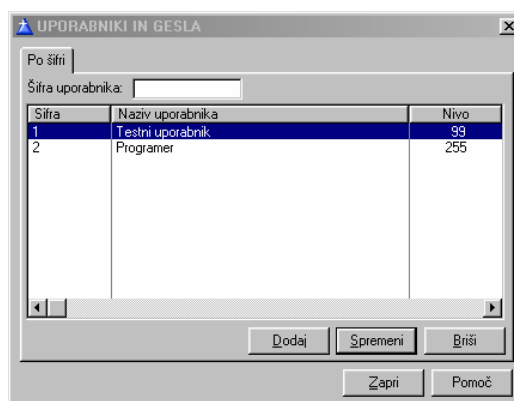 UPORABNIKI IN GESLA
Po šifri
Šifra uporabnika:
Sifra Naziv uporabnika Nivo
1 Testni uporabnik 99
2 Programer 255
Dodaj Spremeni Briši
Zapri Pomoč